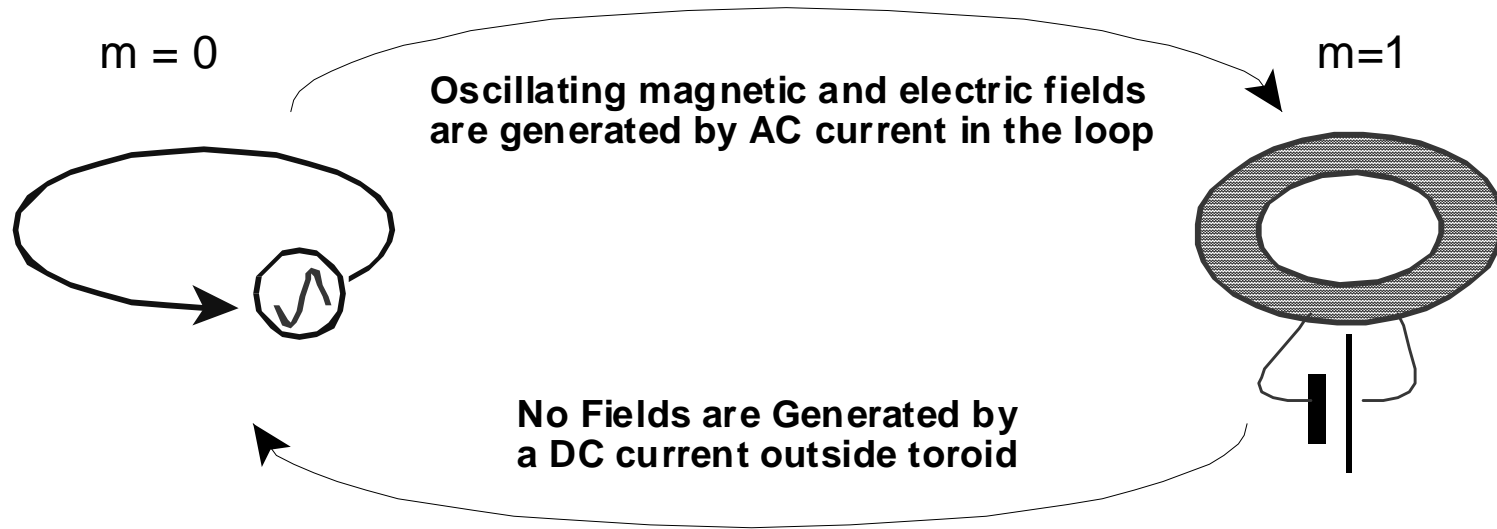 m = 0
m=1
Oscillating magnetic and electric fields
are generated by AC current in the loop
No Fields are Generated by
a DC current outside toroid